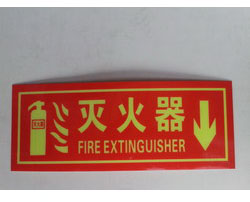 灭火器
FIRE EXTINGUISHER